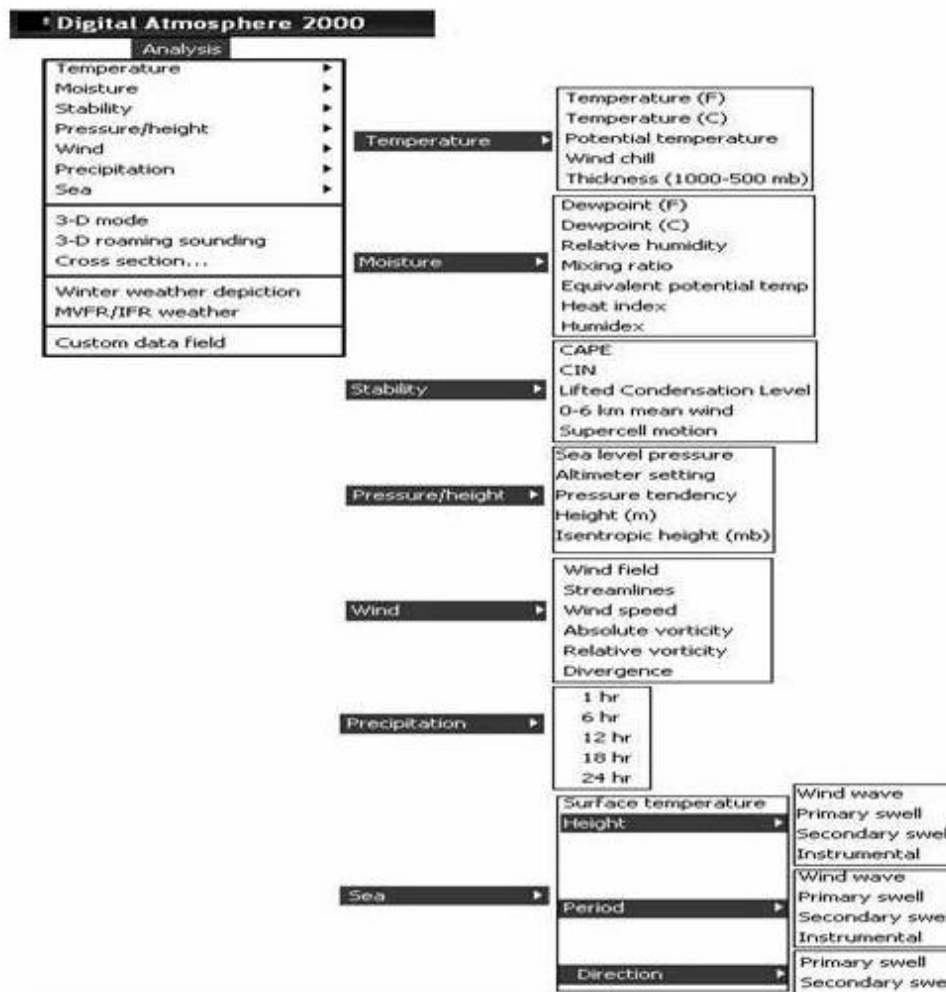 Digital Atmosphere 2000
Analysis
Temperature
Moisture
Stability
Pressure/height
Wind
Precipitation
Sea
3-D mode
3-D roaming sounding
Cross section...
Winter weather depiction
MVFR/IFR weather
Custom data field
Temperature
Temperature (F)
Temperature (C)
Potential temperature
Wind chill
Thickness (1000-500 mb)
Moisture
Dewpoint (F)
Dewpoint (C)
Relative humidity
Mixing ratio
Equivalent potential temp
Heat index
Humidex
Stability
CAPE
CIN
Lifted Condensation Level
0-6 km mean wind
Supercell motion
Pressure/height
Sea level pressure
Altimeter setting
Pressure tendency
Height (m)
Isentropic height (mb)
Wind
Wind field
Streamlines
Wind speed
Absolute vorticity
Relative vorticity
Divergence
Precipitation
1 hr
6 hr
12 hr
18 hr
24 hr
Sea
Surface temperature
Height
Wind wave
Primary swell
Secondary swel
Instrumental
Period
Wind wave
Primary swell
Secondary swe
Instrumental
Direction
Primary swell
Secondary swe